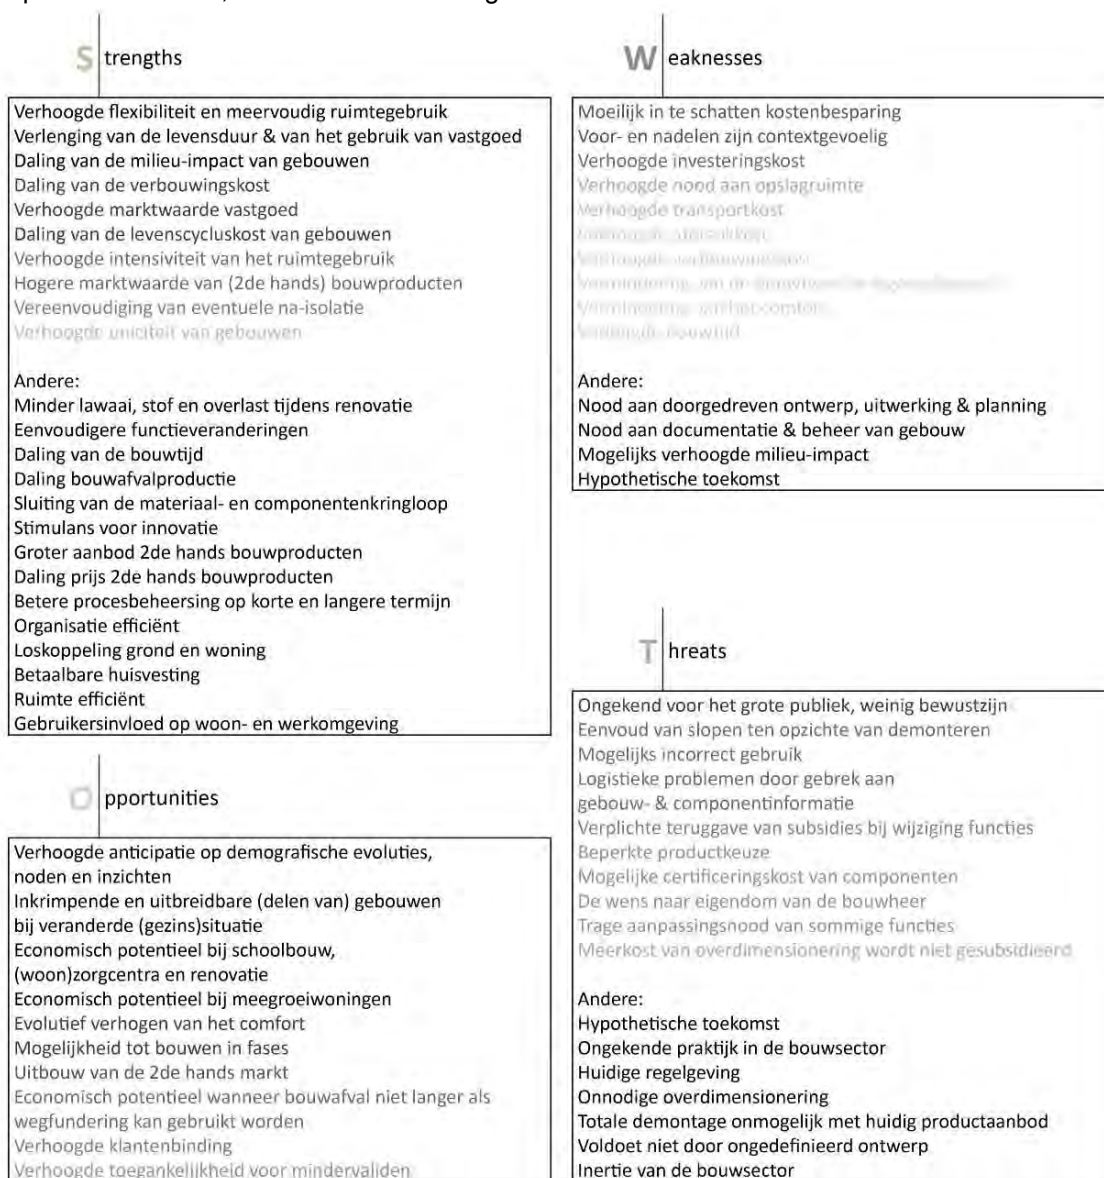 S trengths
Verhoogde flexibiliteit en meervoudig ruimtegebruik
Verlenging van de levensduur & van het gebruik van vastgoed
Daling van de milieu-impact van gebouwen
Daling van de verbouwingskost
Verhoogde marktwaarde vastgoed
Daling van de levenscycluskost van gebouwen
Verhoogde intensiviteit van het ruimtegebruik
Hogere marktwaarde van (2de hands) bouwproducten
Vereenvoudiging van eventuele na-isolatie
Verhoogde uniciteit van gebouwen
Andere:
Minder lawaai, stof en overlast tijdens renovatie
Eenvoudigere functieveranderingen
Daling van de bouwtijd
Daling bouwafvalproductie
Sluiting van de materiaal- en componentenkringloop
Stimulans voor innovatie
Groter aanbod 2de hands bouwproducten
Daling prijs 2de hands bouwproducten
Betere procesbeheersing op korte en langere termijn
Organisatie efficiënt
Loskoppeling grond en woning
Betaalbare huisvesting
Ruimte efficiënt
Gebruikersinvloed op woon- en werkomgeving
W eaknesses
Moeilijk in te schatten kostenbesparing
Voor- en nadelen zijn contextgevoelig
Verhoogde investeringskost
Verhoogde nood aan opslagruimte
Verhoogde transportkost
Verhoogde
Verhoogde verbouwingskost
Vermindering van de
Vermindering van het comfort
bouwtijd
Andere:
Nood aan doorgedreven ontwerp, uitwerking & planning
Nood aan documentatie & beheer van gebouw
Mogelijks verhoogde milieu-impact
Hypothetische toekomst
O pportunities
Verhoogde anticipatie op demografische evoluties,
noden en inzichten
Inkrimpende en uitbreidbare (delen van) gebouwen
bij veranderde (gezins)situatie
Economisch potentieel bij schoolbouw,
(woon)zorgcentra en renovatie
Economisch potentieel bij meegroeiwoningen
Evolutief verhogen van het comfort
Mogelijkheid tot bouwen in fases
Uitbouw van de 2de hands markt
Economisch potentieel wanneer bouwafval niet langer als
wegfundering kan gebruikt worden
Verhoogde klantenbinding
Verhoogde toegankelijkheid voor mindervaliden
T hreats
Ongekend voor het grote publiek, weinig bewustzijn
Eenvoud van slopen ten opzichte van demonteren
Mogelijks incorrect gebruik
Logistieke problemen door gebrek aan
gebouw- & componentinformatie
Verplichte teruggave van subsidies bij wijziging functies
Beperkte productkeuze
Mogelijke certificeringskost van componenten
De wens naar eigendom van de bouwheer
Trage aanpassingsnood van sommige functies
Meerkost van overdimensionering wordt niet gesubsidieerd
Andere:
Hypothetische toekomst
Ongekende praktijk in de bouwsector
Huidige regelgeving
Onnodige overdimensionering
Totale demontage onmogelijk met huidig productaanbod
Voldoet niet door ongedefinieerd ontwerp
Inertie van de bouwsector